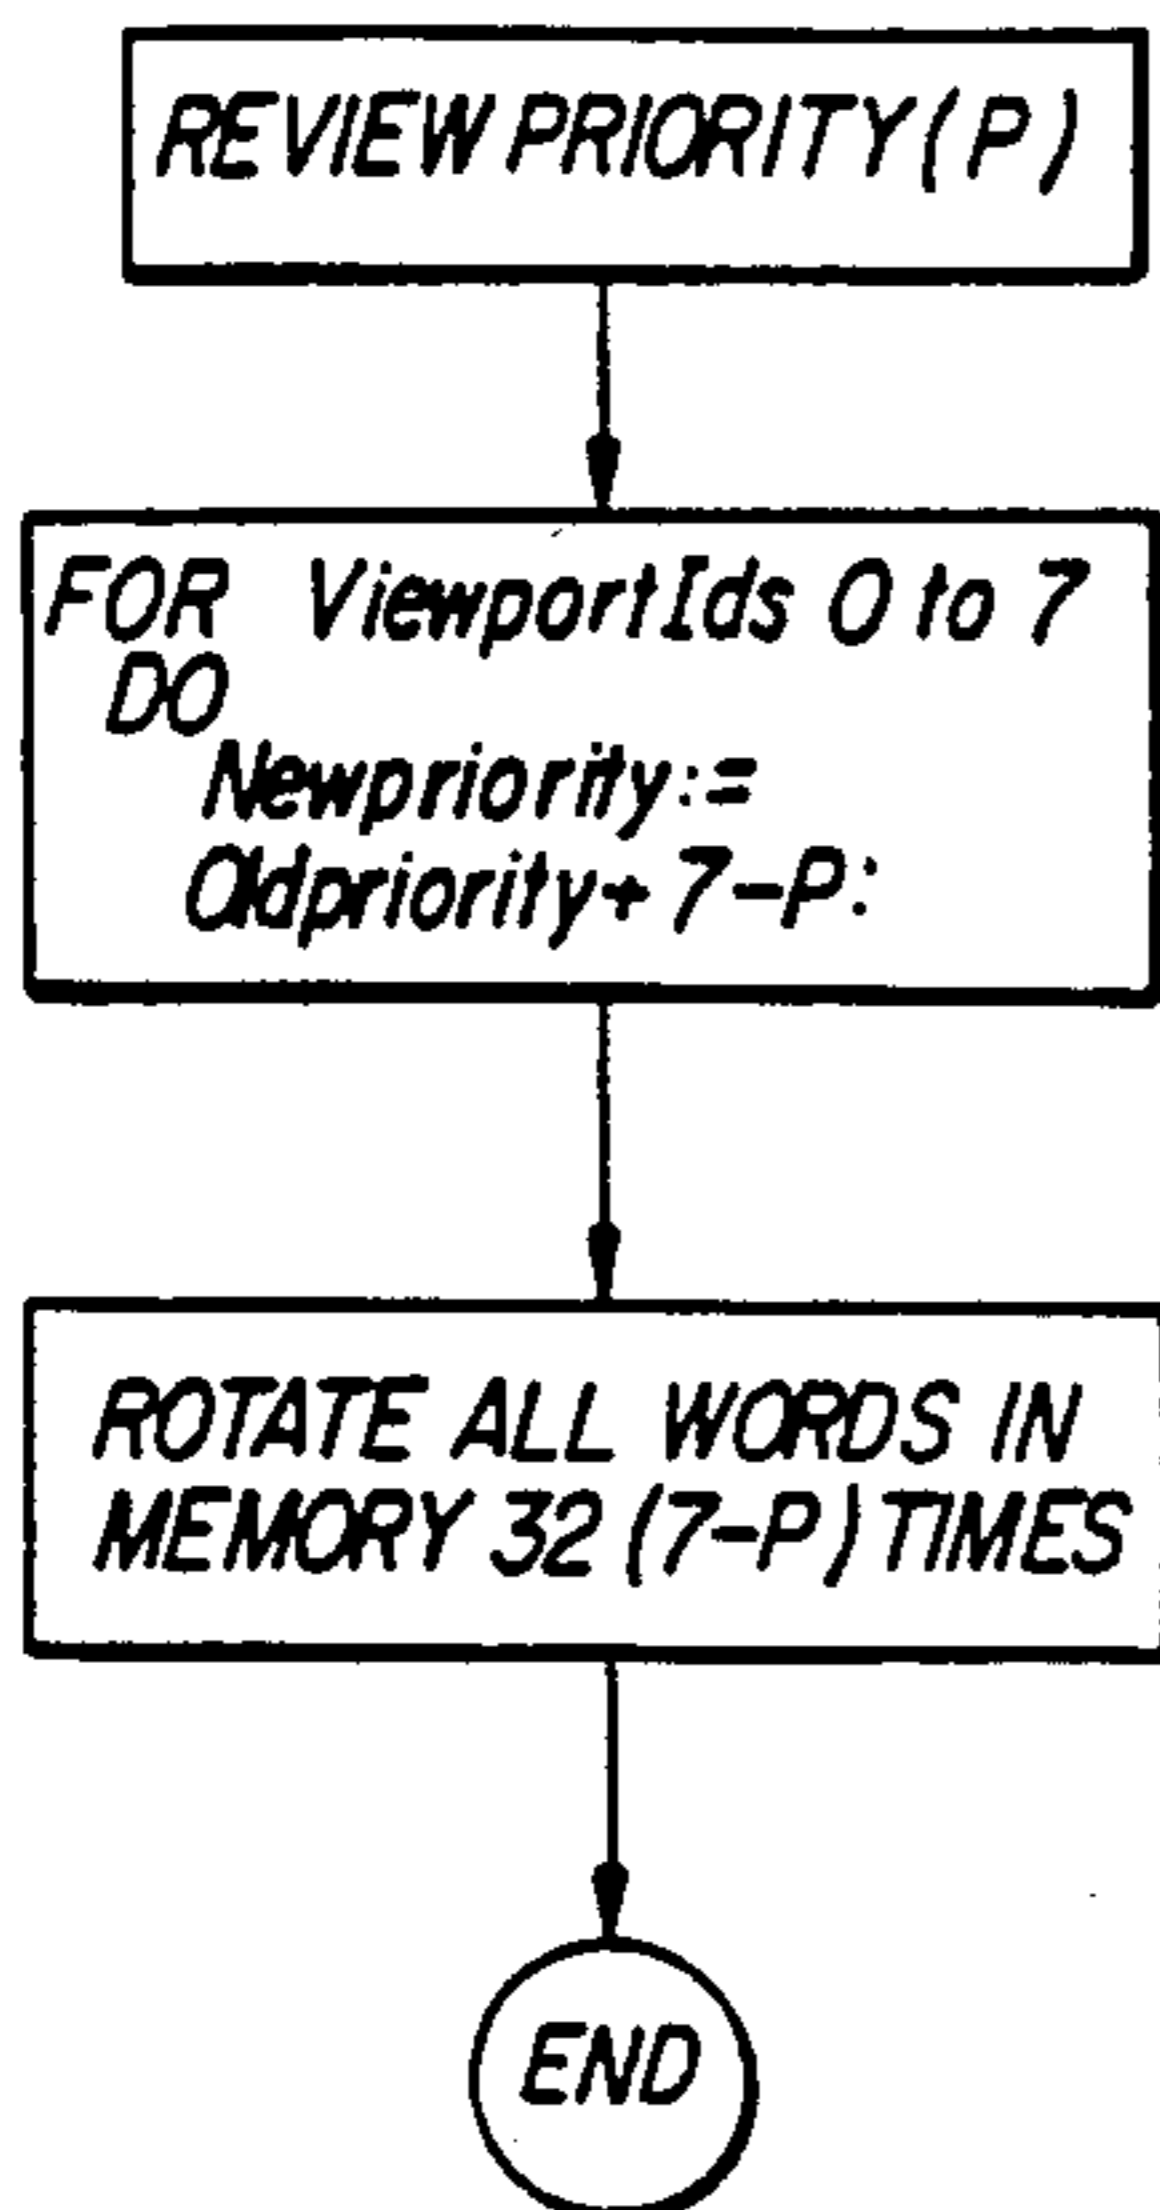 REVIEW PRIORITY (P)
FOR ViewportIds 0 to 7
DO
Newpriority:=
Oldpriority+ 7-P:
ROTATE ALL WORDS IN
MEMORY 32 (7-P) TIMES
END